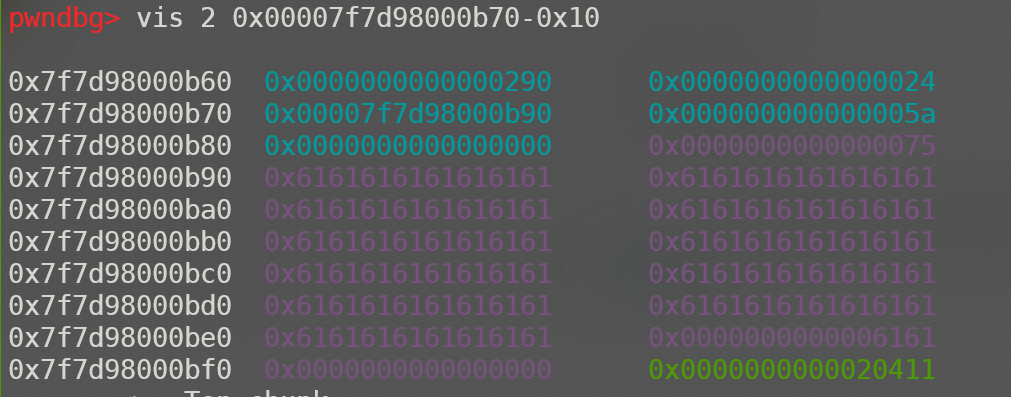 pwndbg> vis 2 0x00007f7d98000b70-0x10
0x7f7d98000b60 0x0000000000000290 0x0000000000000024
0x7f7d98000b70 0x00007f7d98000b90 0x000000000000005a
0x7f7d98000b80 0x0000000000000000 0x0000000000000075
0x7f7d98000b90 0x6161616161616161 0x6161616161616161
0x7f7d98000ba0 0x6161616161616161 0x6161616161616161
0x7f7d98000bb0 0x6161616161616161 0x6161616161616161
0x7f7d98000bc0 0x6161616161616161 0x6161616161616161
0x7f7d98000bd0 0x6161616161616161 0x6161616161616161
0x7f7d98000be0 0x6161616161616161 0x0000000000006161
0x7f7d98000bf0 0x0000000000000000 0x0000000000020411
Top chunk